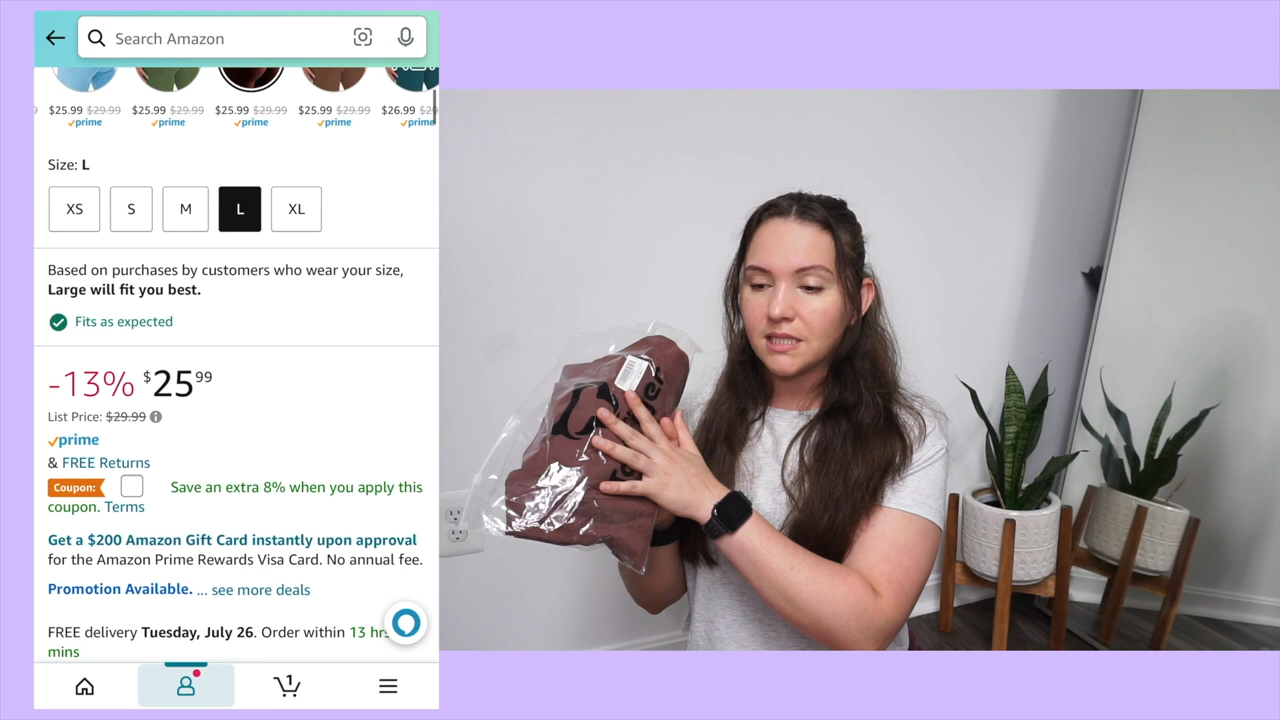 Search Amazon
$25.99 $29.99 $25.99 $29.99 $25.99 $29.99 $25.99 $29.99 $26.99
prime prime prime prime prime
Size: L
XS S M L XL
Based on purchases by customers who wear your size,
Large will fit you best.
Fits as expected
-13% $25 99
List Price: $29.99
prime
& FREE Returns
Coupon: Save an extra 8% when you apply this
coupon. Terms
Get a $200 Amazon Gift Card instantly upon approval
for the Amazon Prime Rewards Visa Card. No annual fee.
Promotion Available. ... see more deals
FREE delivery Tuesday, July 26. Order within 13 hrs
mins
1